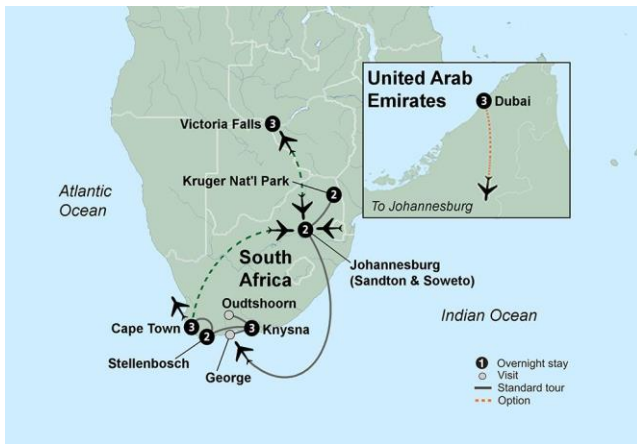 United Arab
Emirates
3 Dubai
To Johannesburg
Victoria Falls 3
Kruger Nat'l Park
2
2
Atlantic
Ocean
South
Africa
Johannesburg
(Sandton & Soweto)
Oudtshoorn
Cape Town 3
2
3 Knysna
Stellenbosch
George
Indian Ocean
1 Overnight stay
Visit
Standard tour
Option